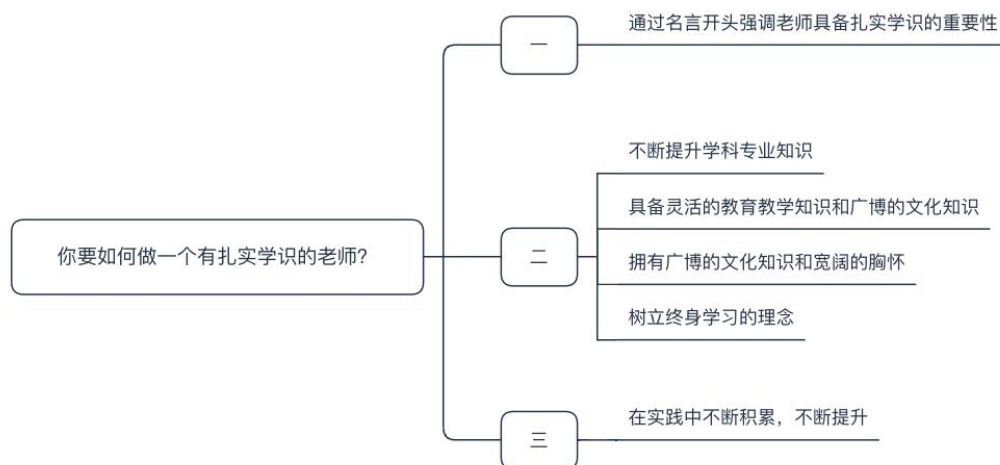 一
通过名言开头强调老师具备扎实学识的重要性
你要如何做一个有扎实学识的老师？
二
不断提升学科专业知识
具备灵活的教育教学知识和广博的文化知识
拥有广博的文化知识和宽阔的胸怀
树立终身学习的理念
三
在实践中不断积累，不断提升